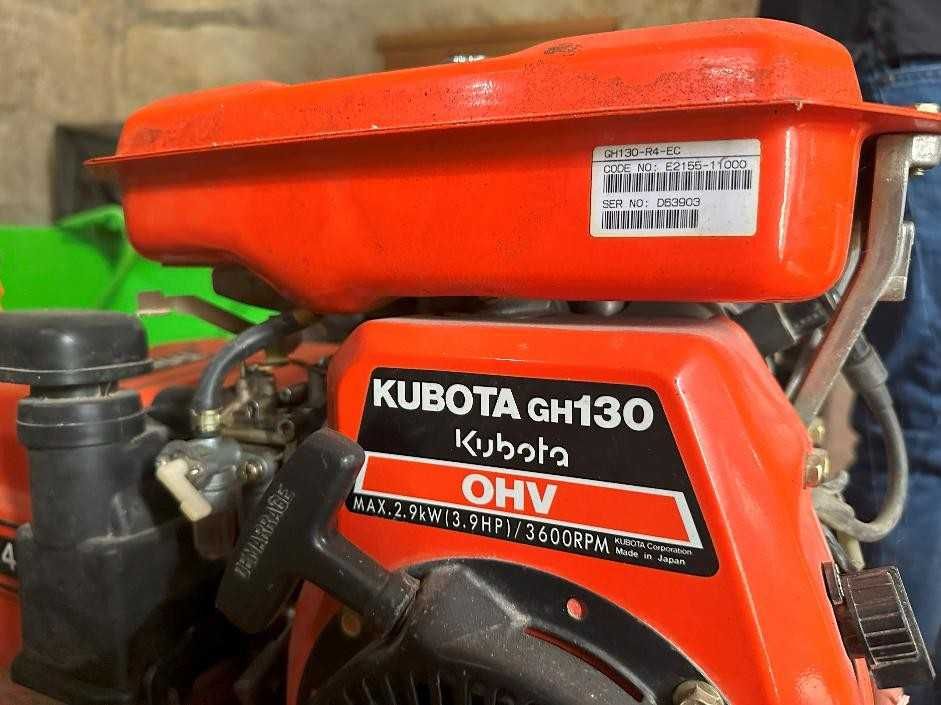 GH130-R4-EC
CODE NO: E2155-11000
SER NO: D63903
KUBOTA GH130
Kubota
OHV
MAX.2.9kW(3.9HP)/3600RPM
KUBOTA Corporation
Made in Japan
DEMARRAGE
4